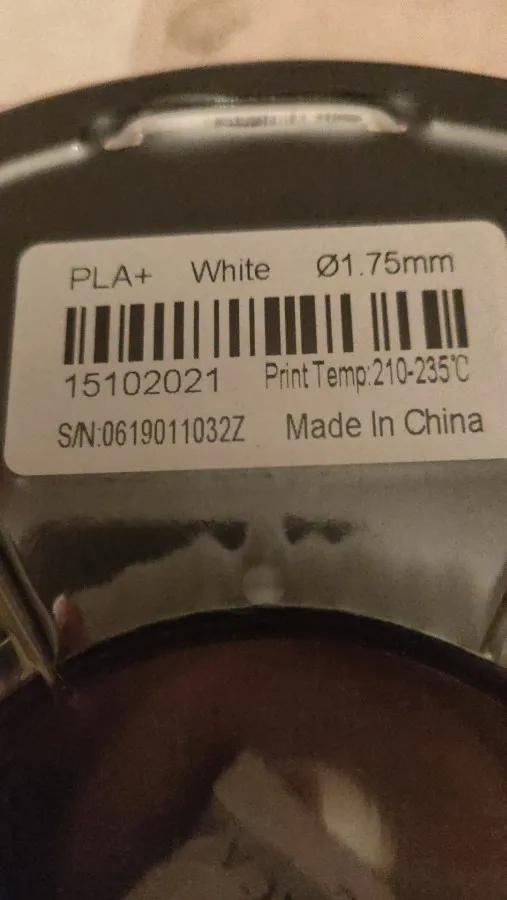 PLA+ White Ø1.75mm
15102021 Print Temp:210-235℃
S/N:0619011032Z Made In China